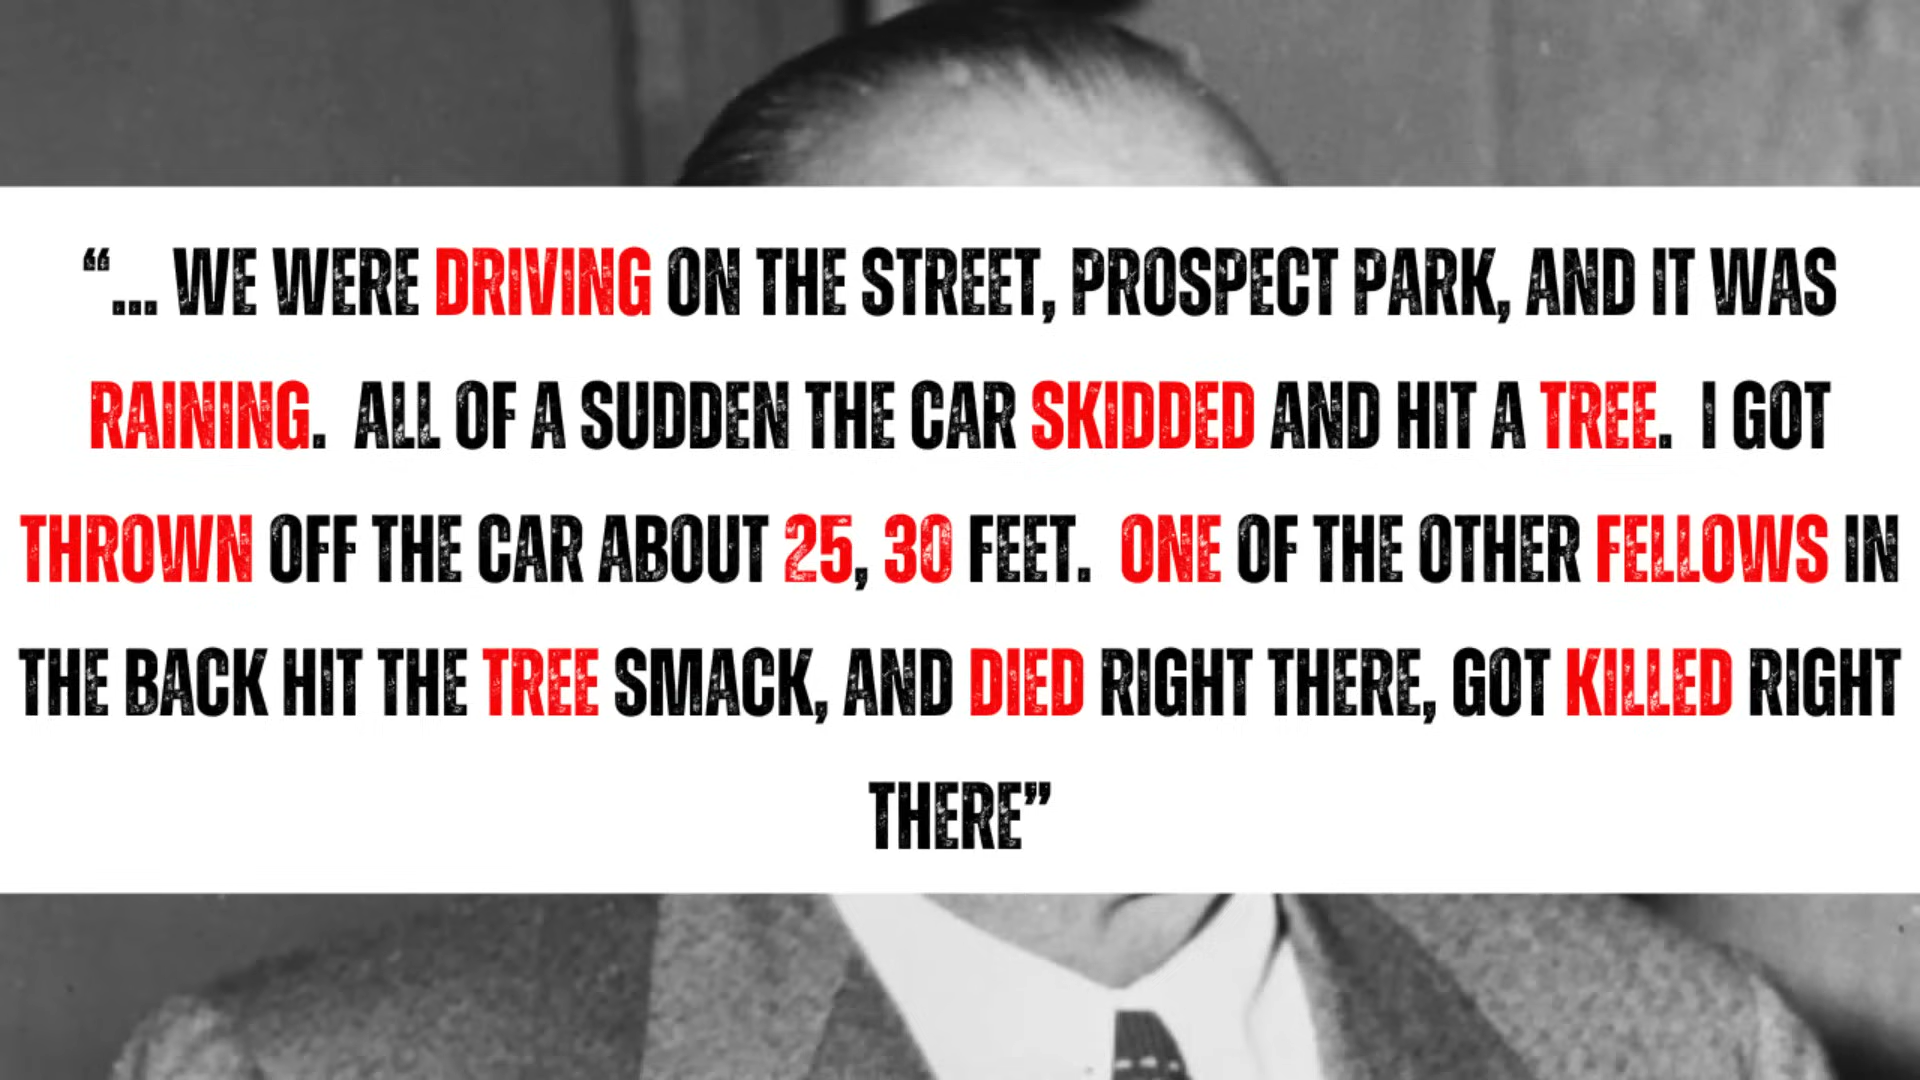 “... WE WERE DRIVING ON THE STREET, PROSPECT PARK, AND IT WAS
RAINING. ALL OF A SUDDEN THE CAR SKIDDED AND HIT A TREE. I GOT
THROWN OFF THE CAR ABOUT 25, 30 FEET. ONE OF THE OTHER FELLOWS IN
THE BACK HIT THE TREE SMACK, AND DIED RIGHT THERE, GOT KILLED RIGHT
THERE”